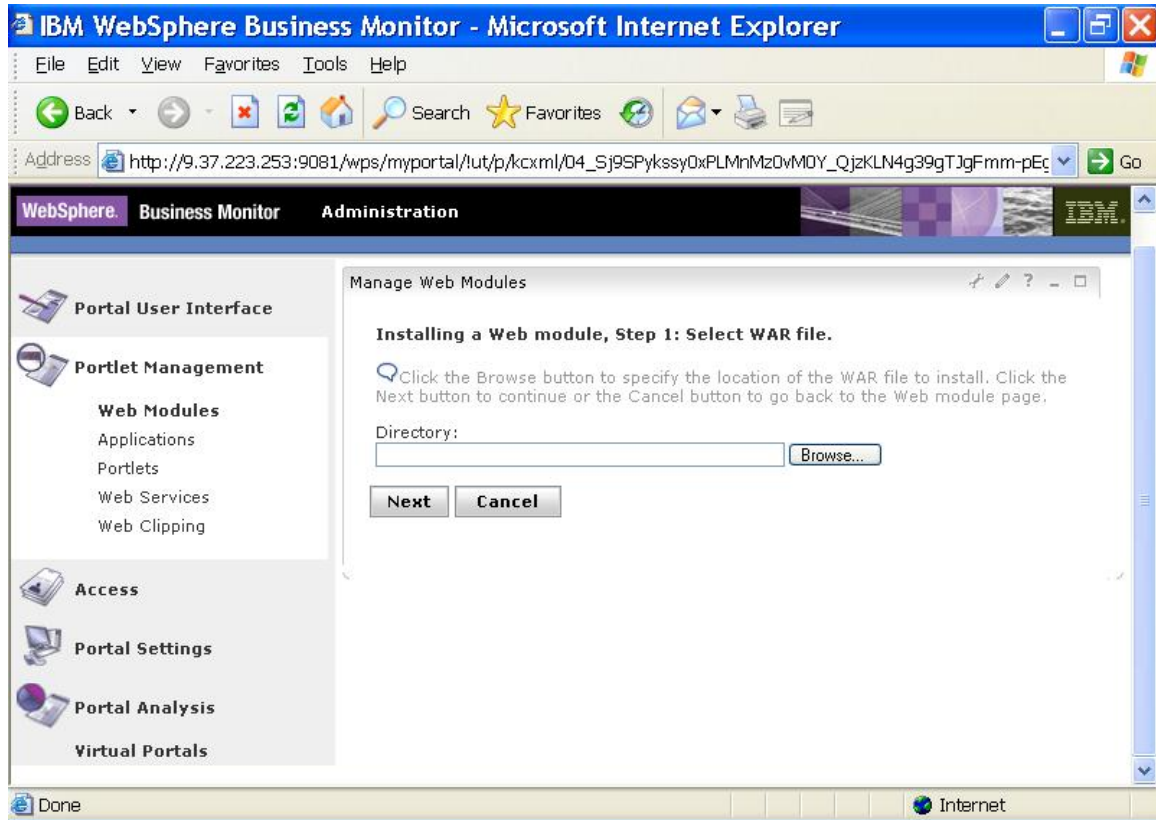 IBM WebSphere Business Monitor - Microsoft Internet Explorer
File Edit View Favorites Tools Help
Back Search Favorites
Address http://9.37.223.253:9081/wps/myportal/!ut/p/kcxml/04_Sj9SPykssy0xPLMnMz0vM0Y_QjzKLN4g39gTJgFmm-pEc Go
WebSphere. Business Monitor Administration IBM.
Manage Web Modules ?
Portal User Interface
Installing a Web module, Step 1: Select WAR file.
Portlet Management
Click the Browse button to specify the location of the WAR file to install. Click the
Next button to continue or the Cancel button to go back to the Web module page.
Web Modules
Applications
Portlets
Web Services
Web Clipping
Directory:
Browse...
Next Cancel
Access
Portal Settings
Portal Analysis
Virtual Portals
Done Internet